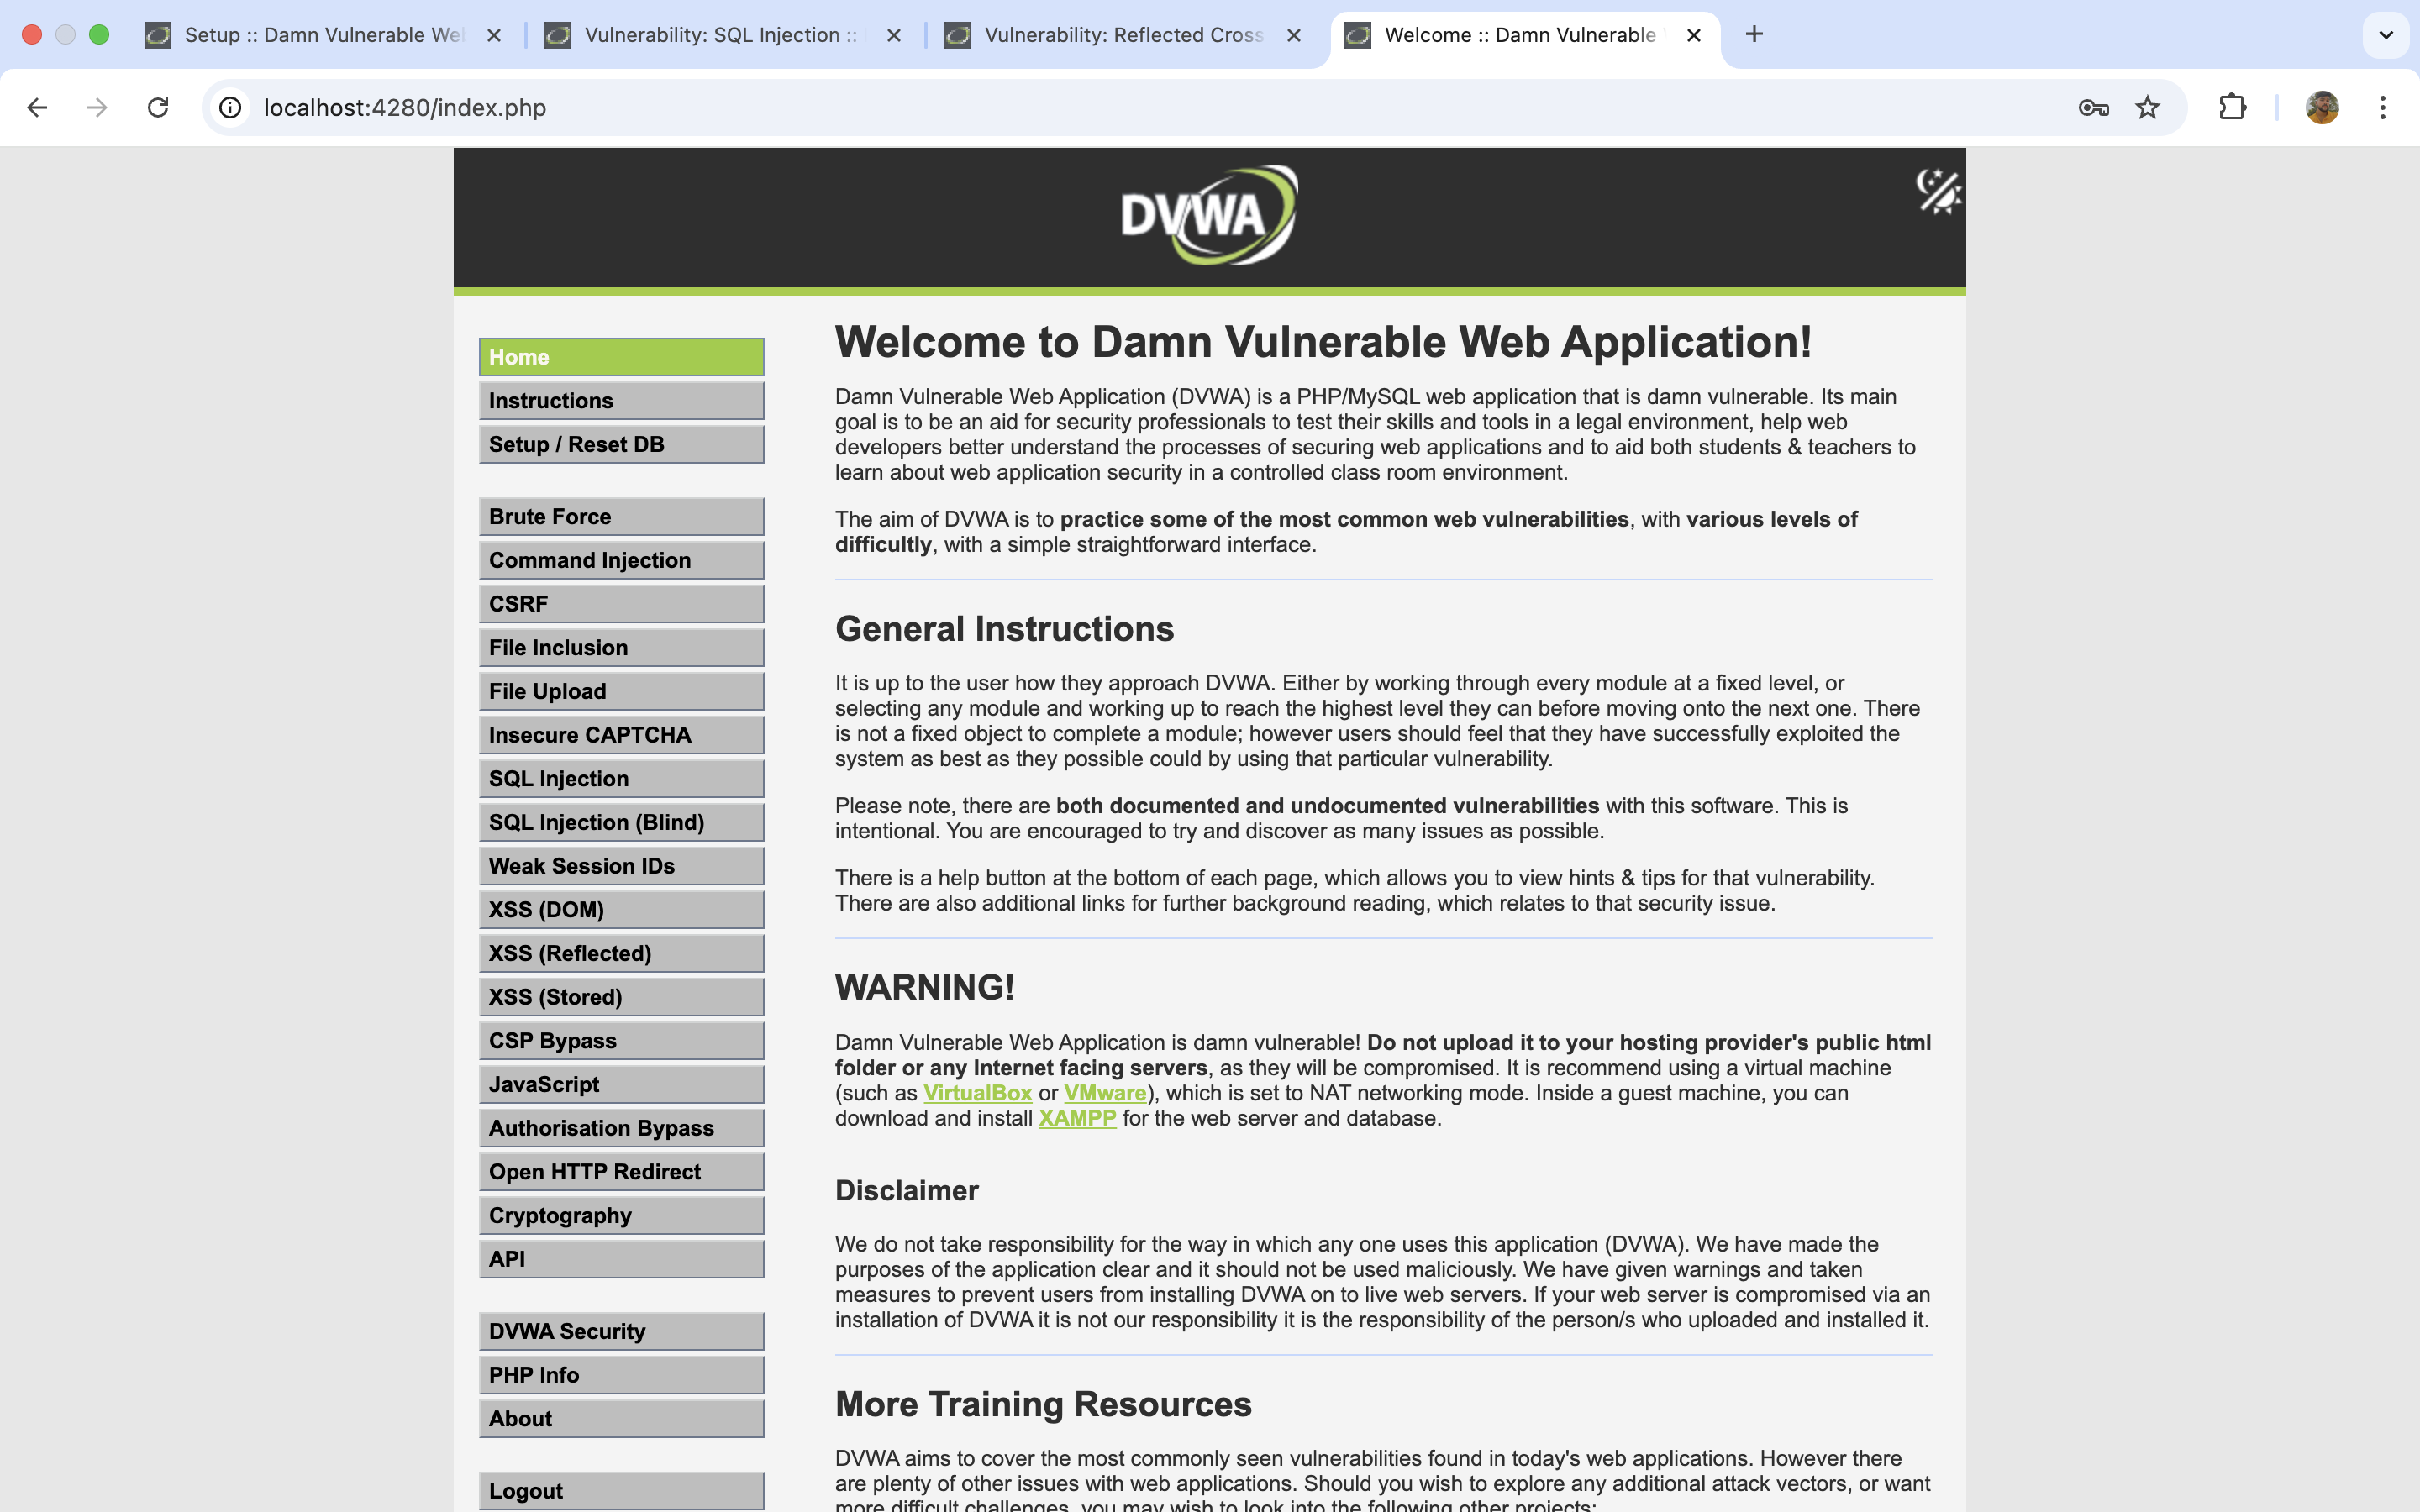 Setup :: Damn Vulnerable Web
Vulnerability: SQL Injection ::
Vulnerability: Reflected Cross
Welcome :: Damn Vulnerable
localhost:4280/index.php
DVWA
Home
Instructions
Setup / Reset DB
Brute Force
Command Injection
CSRF
File Inclusion
File Upload
Insecure CAPTCHA
SQL Injection
SQL Injection (Blind)
Weak Session IDs
XSS (DOM)
XSS (Reflected)
XSS (Stored)
CSP Bypass
JavaScript
Authorisation Bypass
Open HTTP Redirect
Cryptography
API
DVWA Security
PHP Info
About
Logout
Welcome to Damn Vulnerable Web Application!
Damn Vulnerable Web Application (DVWA) is a PHP/MySQL web application that is damn vulnerable. Its main
goal is to be an aid for security professionals to test their skills and tools in a legal environment, help web
developers better understand the processes of securing web applications and to aid both students & teachers to
learn about web application security in a controlled class room environment.
The aim of DVWA is to practice some of the most common web vulnerabilities, with various levels of
difficultly, with a simple straightforward interface.
General Instructions
It is up to the user how they approach DVWA. Either by working through every module at a fixed level, or
selecting any module and working up to reach the highest level they can before moving onto the next one. There
is not a fixed object to complete a module; however users should feel that they have successfully exploited the
system as best as they possible could by using that particular vulnerability.
Please note, there are both documented and undocumented vulnerabilities with this software. This is
intentional. You are encouraged to try and discover as many issues as possible.
There is a help button at the bottom of each page, which allows you to view hints & tips for that vulnerability.
There are also additional links for further background reading, which relates to that security issue.
WARNING!
Damn Vulnerable Web Application is damn vulnerable! Do not upload it to your hosting provider's public html
folder or any Internet facing servers, as they will be compromised. It is recommend using a virtual machine
(such as VirtualBox or VMware), which is set to NAT networking mode. Inside a guest machine, you can
download and install XAMPP for the web server and database.
Disclaimer
We do not take responsibility for the way in which any one uses this application (DVWA). We have made the
purposes of the application clear and it should not be used maliciously. We have given warnings and taken
measures to prevent users from installing DVWA on to live web servers. If your web server is compromised via an
installation of DVWA it is not our responsibility it is the responsibility of the person/s who uploaded and installed it.
More Training Resources
DVWA aims to cover the most commonly seen vulnerabilities found in today's web applications. However there
are plenty of other issues with web applications. Should you wish to explore any additional attack vectors, or want
more difficult challenges, you may wish to look into the following other projects: